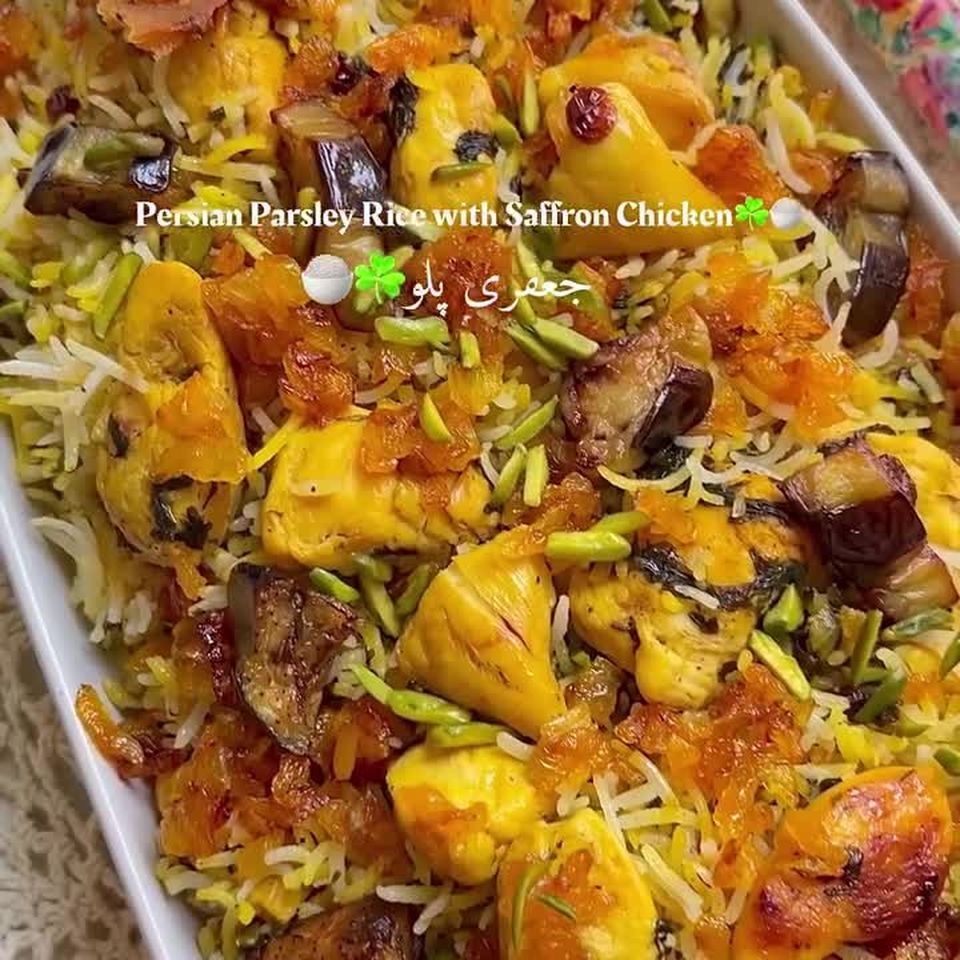 Persian Parsley Rice with Saffron Chicken☘️⚪
جعفری پلو☘️⚪